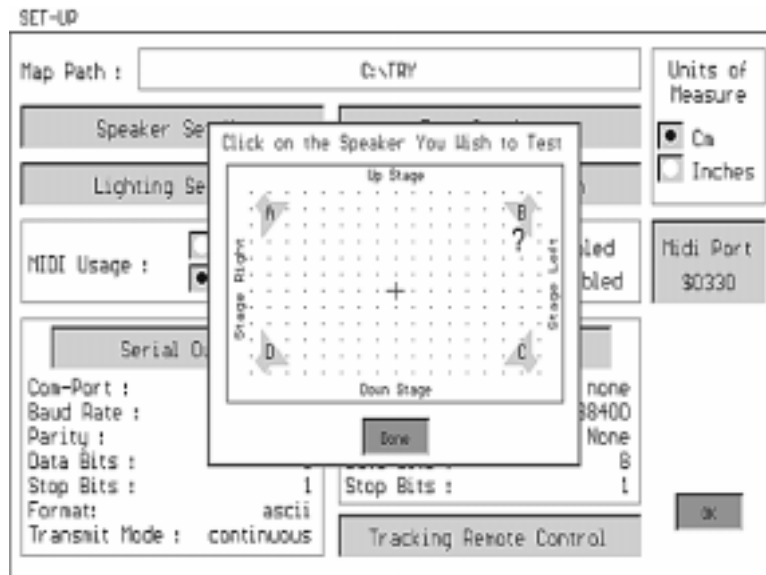 SET-UP
Map Path :
C:\TRY
Units of
Measure
Cm
Inches
Speaker Se
Lighting Se
MIDI Usage :
led
bled
Midi Port
$0330
Click on the Speaker You Wish to Test
Up Stage
A
B
?
Stage Right
Stage Left
D
C
Down Stage
Done
Serial Ou
Com-Port :
none
Baud Rate :
38400
Parity :
None
Data Bits :
8
Stop Bits : 1
Stop Bits : 1
Format: ascii
Transmit Mode : continuous
Tracking Remote Control
OK